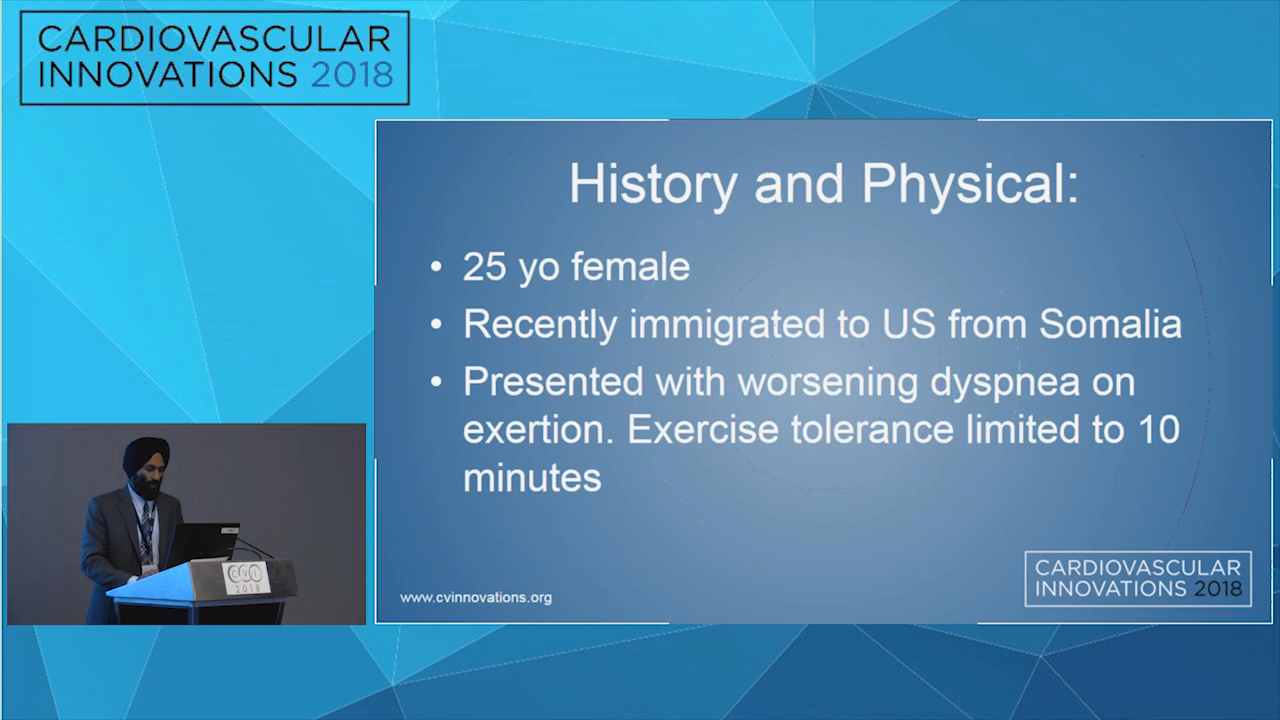 CARDIOVASCULAR
INNOVATIONS 2018
History and Physical:
• 25 yo female
• Recently immigrated to US from Somalia
• Presented with worsening dyspnea on
exertion. Exercise tolerance limited to 10
minutes
www.cvinnovations.org
CARDIOVASCULAR
INNOVATIONS 2018
CVI
2018